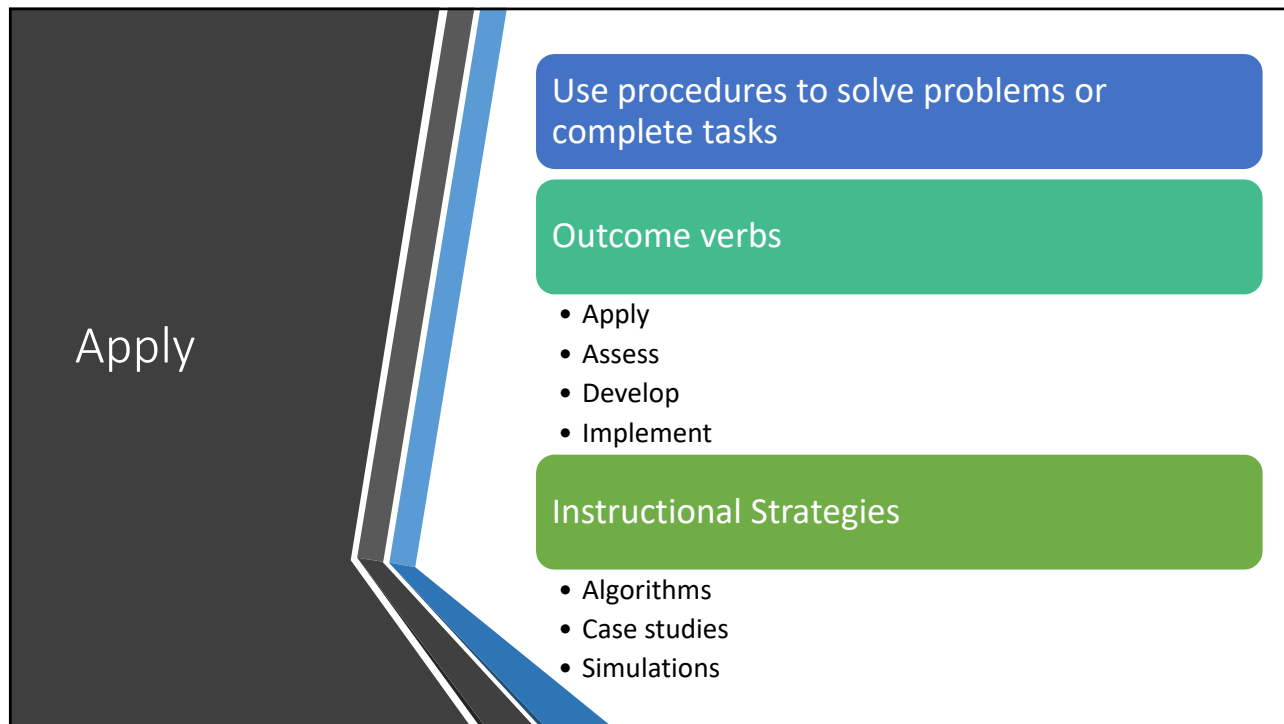 Apply
Use procedures to solve problems or
complete tasks
Outcome verbs
• Apply
• Assess
• Develop
• Implement
Instructional Strategies
• Algorithms
• Case studies
• Simulations